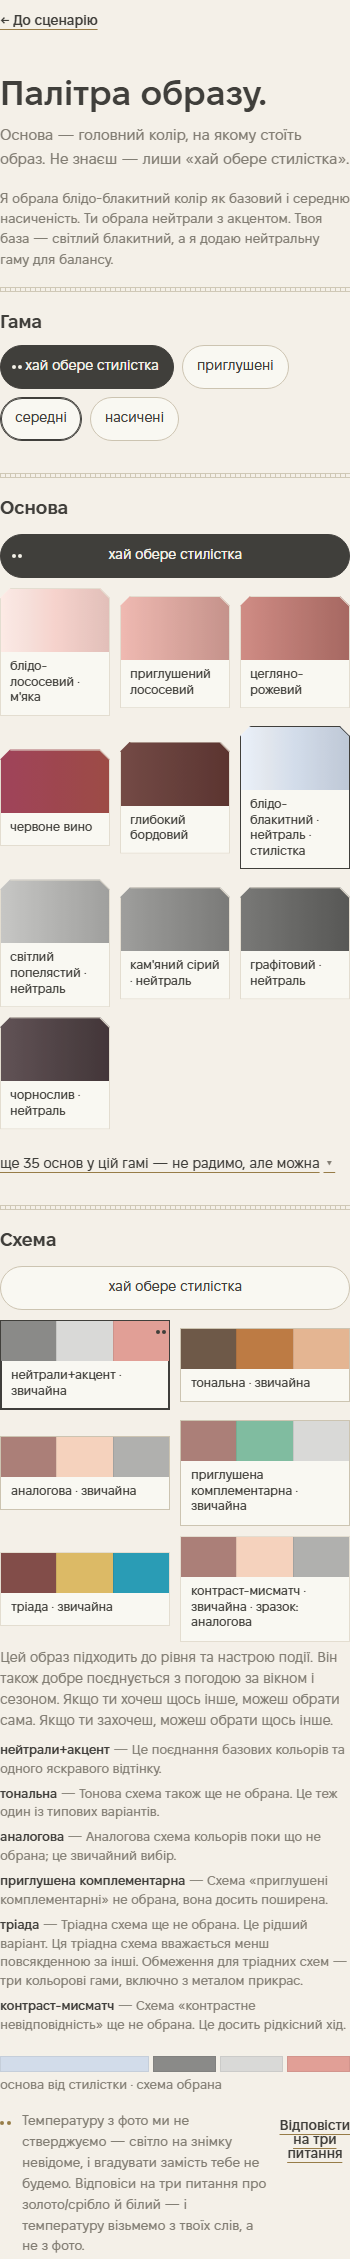 ← До сценарію
Палітра образу.
Основа — головний колір, на якому стоїть
образ. Не знаєш — лиши «хай обере стилістка».
Я обрала блідо-блакитний колір як базовий і середню
насиченість. Ти обрала нейтрали з акцентом. Твоя
база — світлий блакитний, а я додаю нейтральну
гаму для балансу.
Гама
хай обере стилістка
приглушені
середні
насичені
Основа
хай обере стилістка
блідо-
лососевий ·
м'яка
приглушений
лососевий
цегляно-
рожевий
червоне вино
глибокий
бордовий
блідо-
блакитний ·
нейтраль ·
стилістка
світлий
попелястий ·
нейтраль
кам'яний сірий
· нейтраль
графітовий ·
нейтраль
чорнослив ·
нейтраль
ще 35 основ у цій гамі — не радимо, але можна ▾
Схема
хай обере стилістка
нейтрали+акцент ·
звичайна
тональна · звичайна
аналогова · звичайна
приглушена
комплементарна ·
звичайна
тріада · звичайна
контраст-мисматч ·
звичайна · зразок:
аналогова
Цей образ підходить до рівня та настрою події. Він
також добре поєднується з погодою за вікном і
сезоном. Якщо ти хочеш щось інше, можеш обрати
сама. Якщо ти захочеш, можеш обрати щось інше.
нейтрали+акцент — Це поєднання базових кольорів та
одного яскравого відтінку.
тональна — Тонова схема також ще не обрана. Це теж
один із типових варіантів.
аналогова — Аналогова схема кольорів поки що не
обрана; це звичайний вибір.
приглушена комплементарна — Схема «приглушені
комплементарні» не обрана, вона досить поширена.
тріада — Тріадна схема ще не обрана. Це рідший
варіант. Ця тріадна схема вважається менш
повсякденною за інші. Обмеження для тріадних схем —
три кольорові гами, включно з металом прикрас.
контраст-мисматч — Схема «контрастне
невідповідність» ще не обрана. Це досить рідкісний хід.
основа від стилістки · схема обрана
Температуру з фото ми не
стверджуємо — світло на знімку
невідоме, і вгадувати замість тебе не
будемо. Відповіси на три питання про
золото/срібло й білий — і
температуру візьмемо з твоїх слів, а
не з фото.
Відповісти
на три
питання